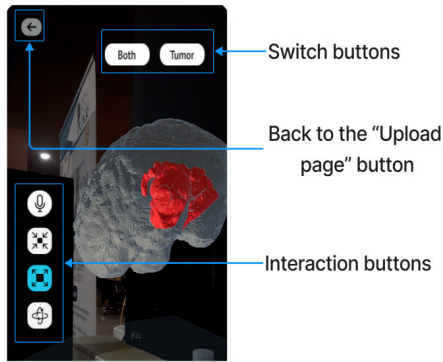 Both
Tumor
Switch buttons
Back to the “Upload
page” button
Interaction buttons